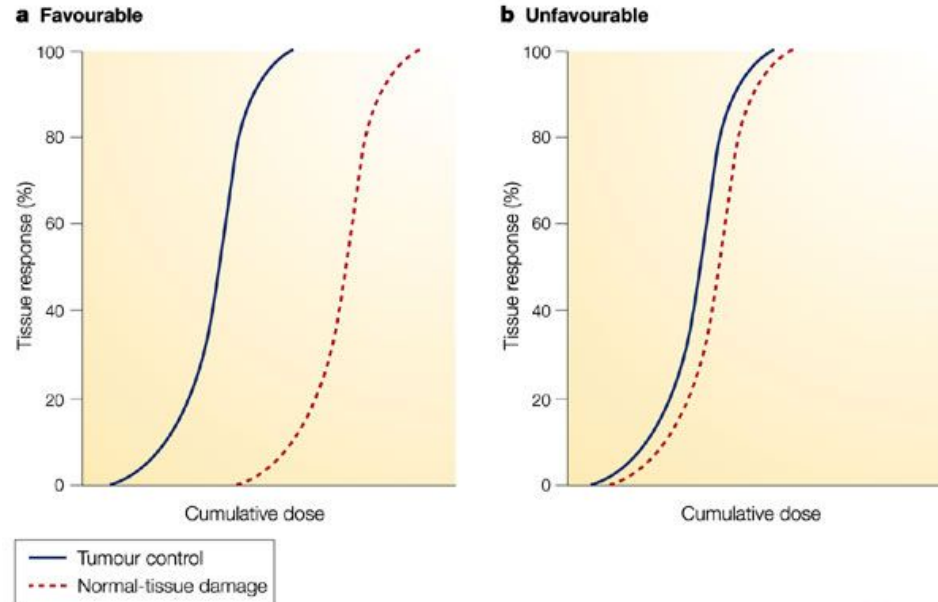 a Favourable
100
80
60
40
20
0
Tissue response (%)
Cumulative dose
b Unfavourable
100
80
60
40
20
0
Tissue response (%)
Cumulative dose
Tumour control
Normal-tissue damage